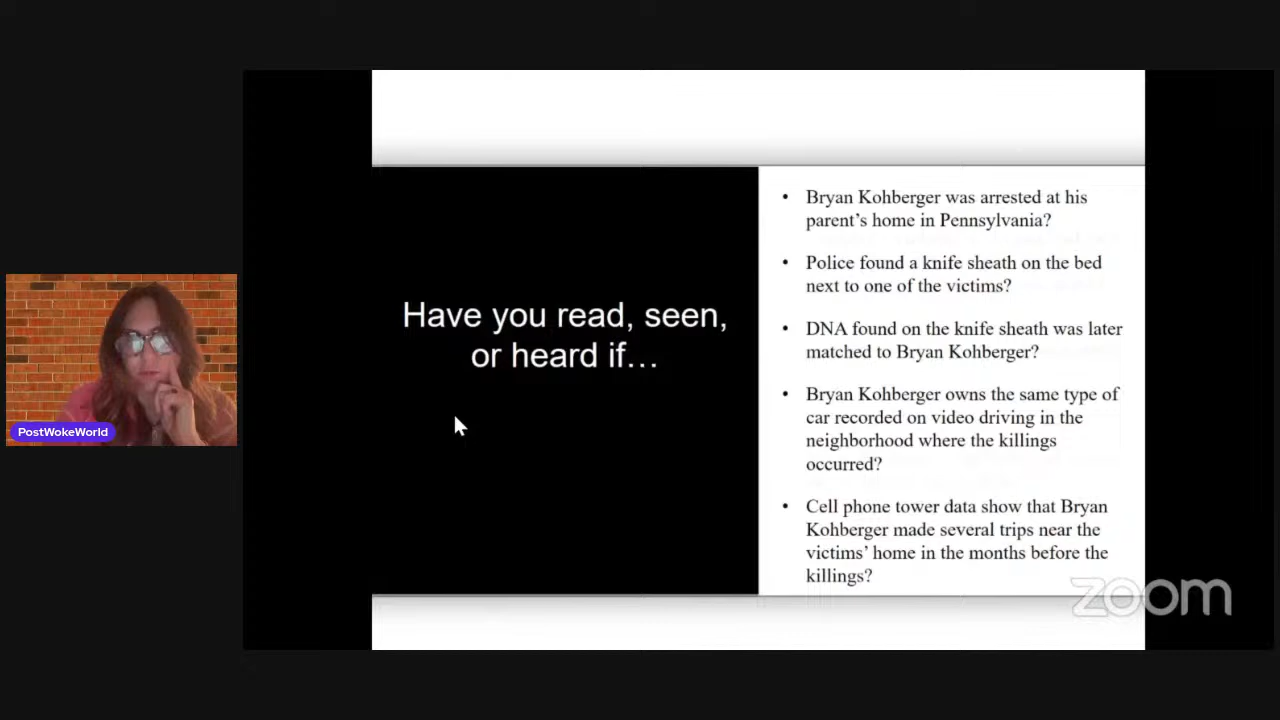 Have you read, seen,
or heard if...
• Bryan Kohberger was arrested at his
parent's home in Pennsylvania?
• Police found a knife sheath on the bed
next to one of the victims?
• DNA found on the knife sheath was later
matched to Bryan Kohberger?
• Bryan Kohberger owns the same type of
car recorded on video driving in the
neighborhood where the killings
occurred?
• Cell phone tower data show that Bryan
Kohberger made several trips near the
victims' home in the months before the
killings?
PostWokeWorld
zoom